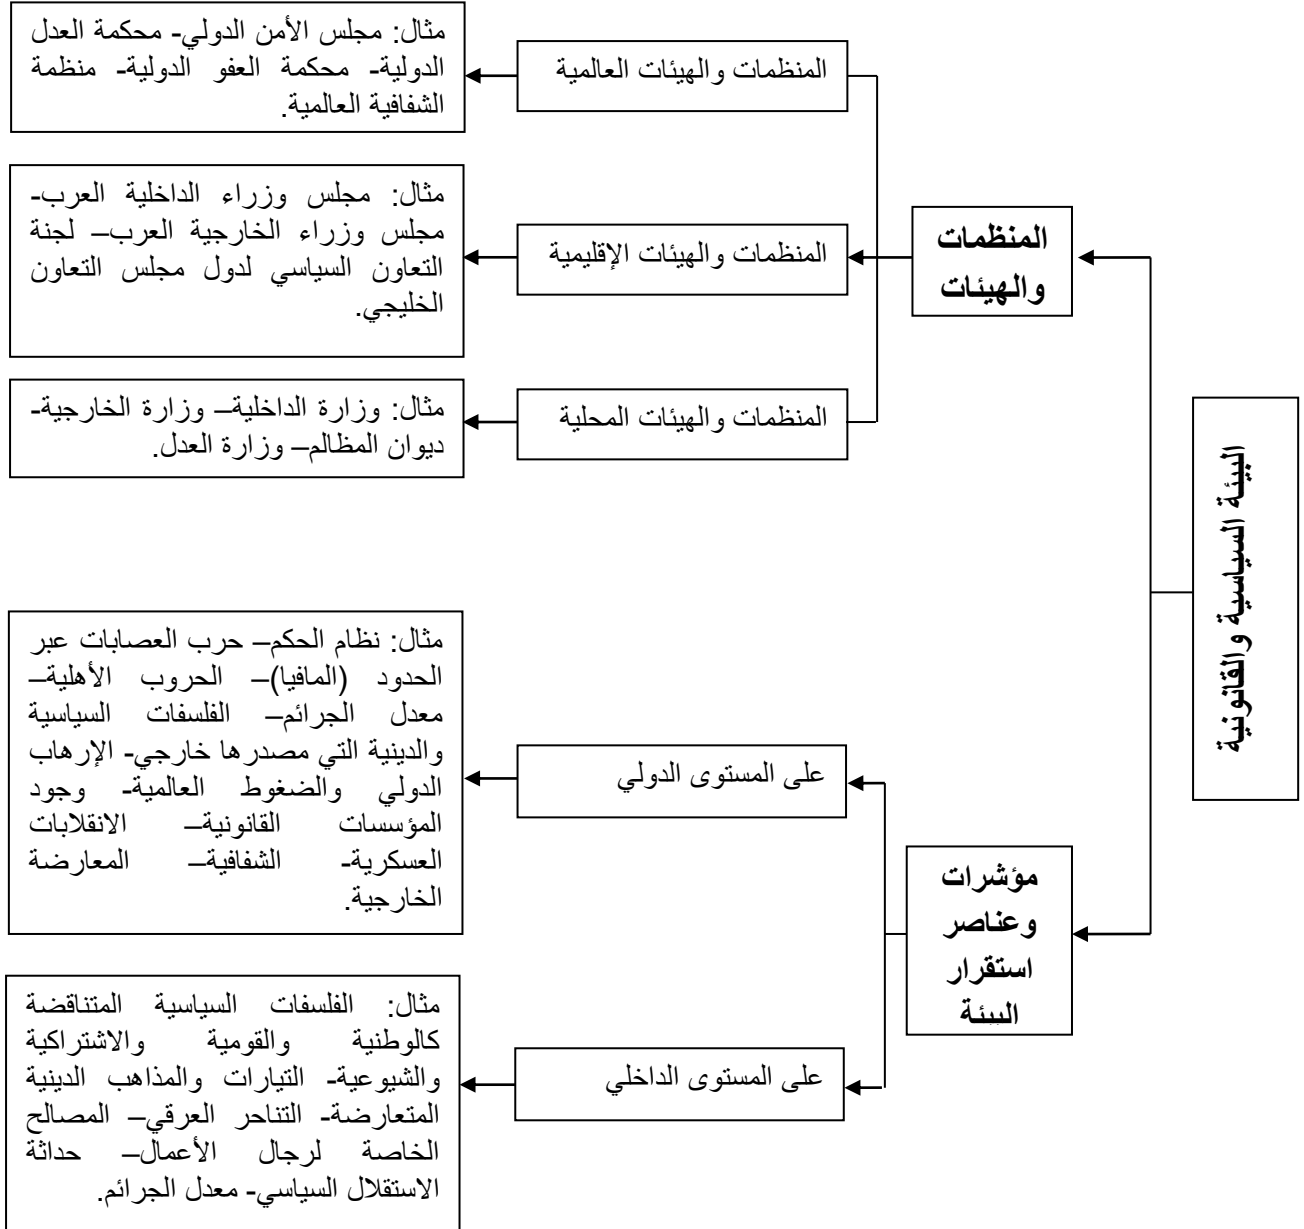 البيئة السياسية والقانونية
المنظمات
والهيئات
المنظمات والهيئات العالمية
مثال: مجلس الأمن الدولي- محكمة العدل
الدولية- محكمة العفو الدولية- منظمة
الشفافية العالمية.
المنظمات والهيئات الإقليمية
مثال: مجلس وزراء الداخلية العرب-
مجلس وزراء الخارجية العرب– لجنة
التعاون السياسي لدول مجلس التعاون
الخليجي.
المنظمات والهيئات المحلية
مثال: وزارة الداخلية– وزارة الخارجية-
ديوان المظالم– وزارة العدل.
مؤشرات
وعناصر
استقرار
البيئة
على المستوى الدولي
مثال: نظام الحكم– حرب العصابات عبر
الحدود (المافيا)– الحروب الأهلية–
معدل الجرائم– الفلسفات السياسية
والدينية التي مصدرها خارجي- الإرهاب
الدولي والضغوط العالمية- وجود
المؤسسات القانونية– الانقلابات
العسكرية- الشفافية– المعارضة
الخارجية.
على المستوى الداخلي
مثال: الفلسفات السياسية المتناقضة
كالوطنية والقومية والاشتراكية
والشيوعية- التيارات والمذاهب الدينية
المتعارضة- التناحر العرقي– المصالح
الخاصة لرجال الأعمال– حداثة
الاستقلال السياسي- معدل الجرائم.